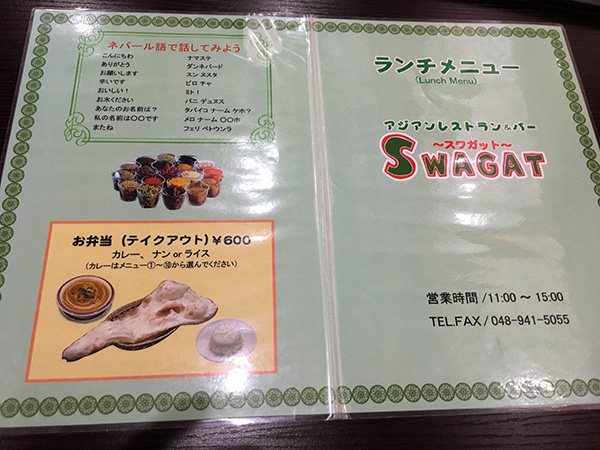 ネパール語で話してみよう
こんにちわ ナマステ
ありがとう ダンネバード
お願いします スン ヌスタ
辛いです ピロ チャ
おいしい! ミト!
お水ください パニ デュヌス
あなたのお名前は? タパイコ ナーム ケホ?
私の名前は〇〇です メロ ナーム 〇〇ホ
またね フェリ ベトウンラ
お弁当 (テイクアウト) ¥600
カレー、ナン or ライス
(カレーはメニュー①~⑩から選んでください)
ランチメニュー
(Lunch Menu)
アジアンレストラン&バー
~スワガット~
SWAGAT
営業時間 /11:00 ~ 15:00
TEL.FAX / 048-941-5055